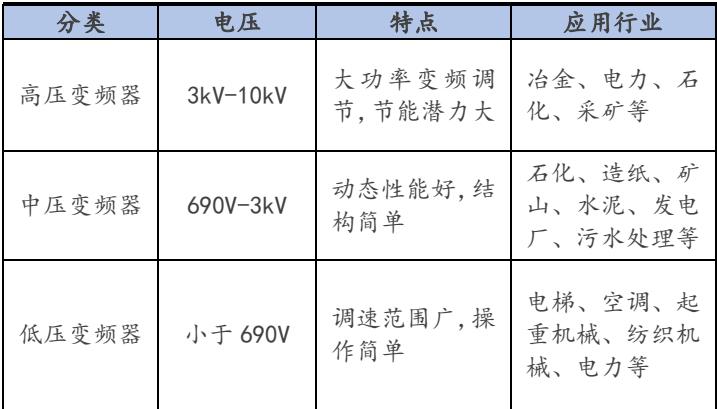 分类 电压 特点 应用行业
高压变频器 3kV-10kV 大功率变频调节,节能潜力大 冶金、电力、石化、采矿等
中压变频器 690V-3kV 动态性能好,结构简单 石化、造纸、矿山、水泥、发电厂、污水处理等
低压变频器 小于 690V 调速范围广,操作简单 电梯、空调、起重机械、纺织机械、电力等